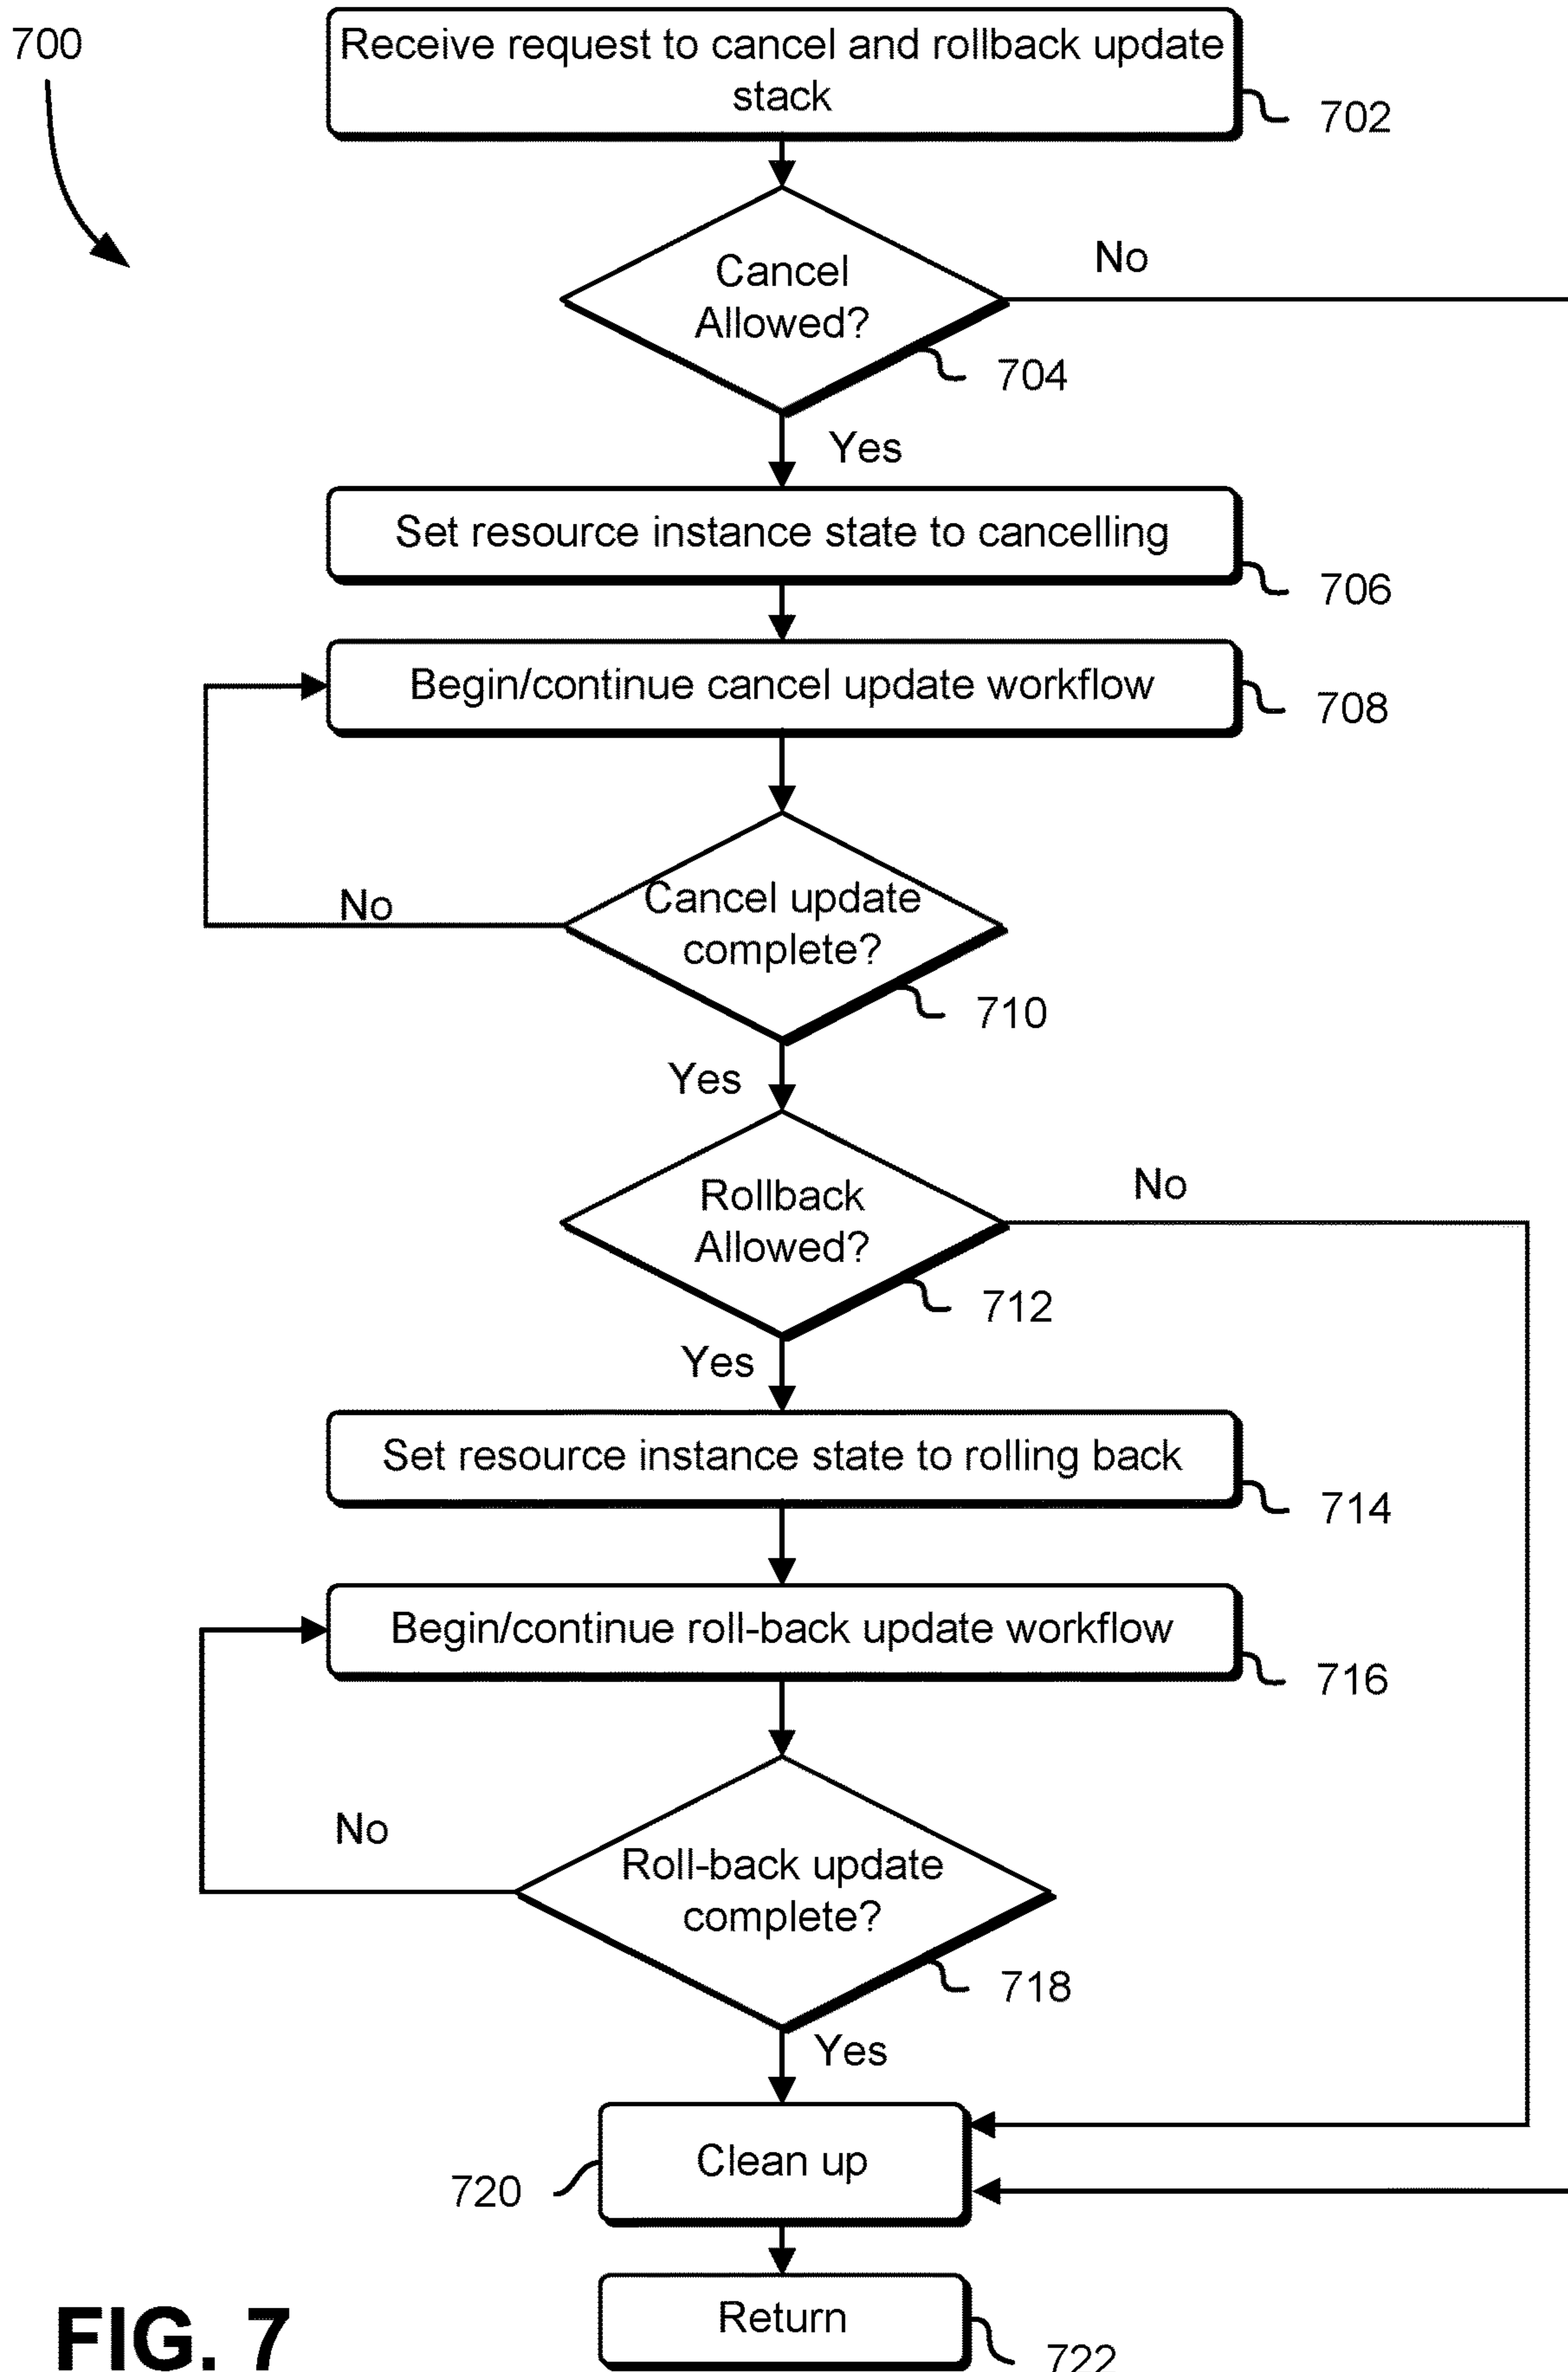 700
Receive request to cancel and rollback update
stack
702
Cancel
Allowed?
No
704
Yes
Set resource instance state to cancelling
706
Begin/continue cancel update workflow
708
No
Cancel update
complete?
710
Yes
Rollback
Allowed?
No
712
Yes
Set resource instance state to rolling back
714
Begin/continue roll-back update workflow
716
No
Roll-back update
complete?
718
Yes
Clean up
720
Return
722
FIG. 7